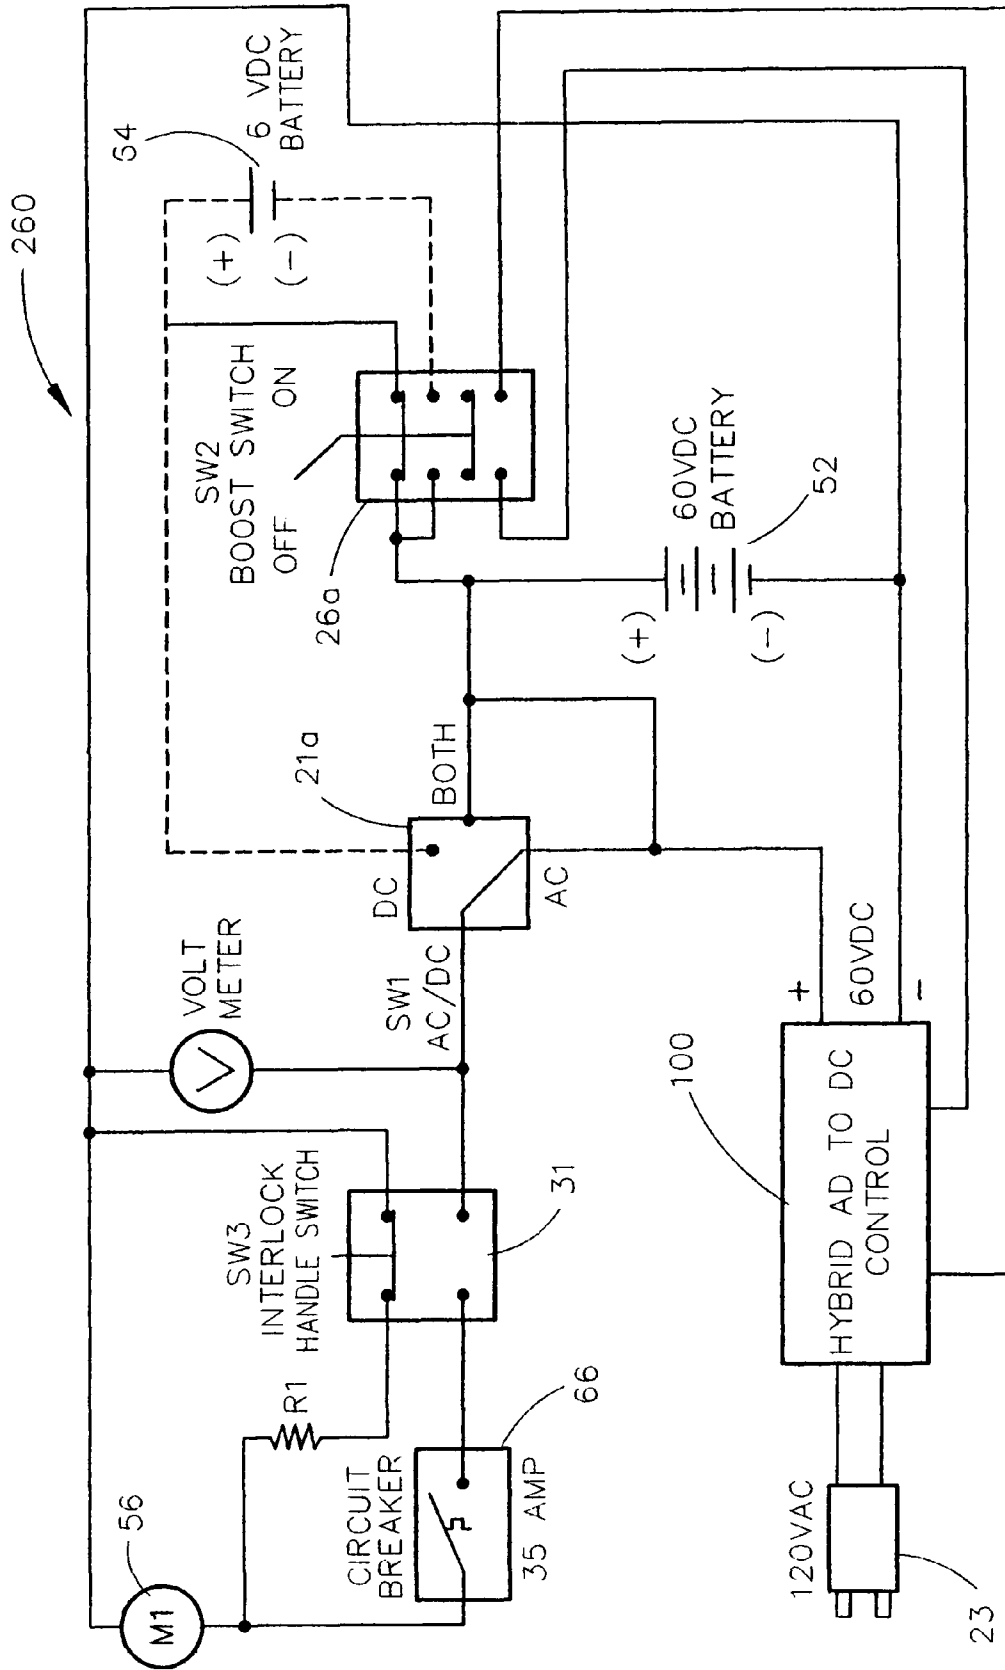 260
64
6 VDC
BATTERY
(+)
(-)
SW2
BOOST SWITCH
OFF
ON
26a
60VDC
BATTERY
52
(+)
(-)
21a
BOTH
DC
AC
SW1
AC/DC
VOLT
METER
SW3
INTERLOCK
HANDLE SWITCH
31
R1
CIRCUIT
BREAKER
35 AMP
66
56
M1
100
+
60VDC
-
HYBRID AD TO DC
CONTROL
120VAC
23